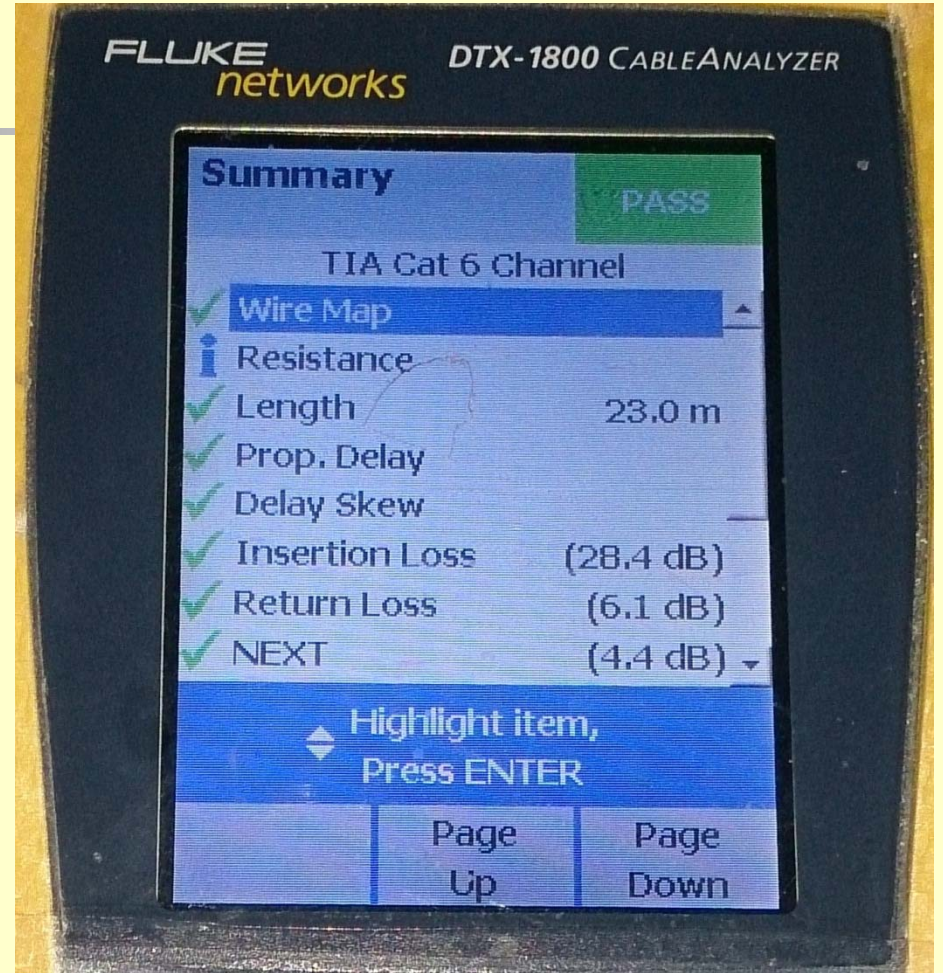 FLUKE networks DTX-1800 CABLEANALYZER
Summary PASS
TIA Cat 6 Channel
Wire Map
Resistance
Length 23.0 m
Prop. Delay
Delay Skew
Insertion Loss (28.4 dB)
Return Loss (6.1 dB)
NEXT (4.4 dB)
Highlight item,
Press ENTER
Page Up
Page Down